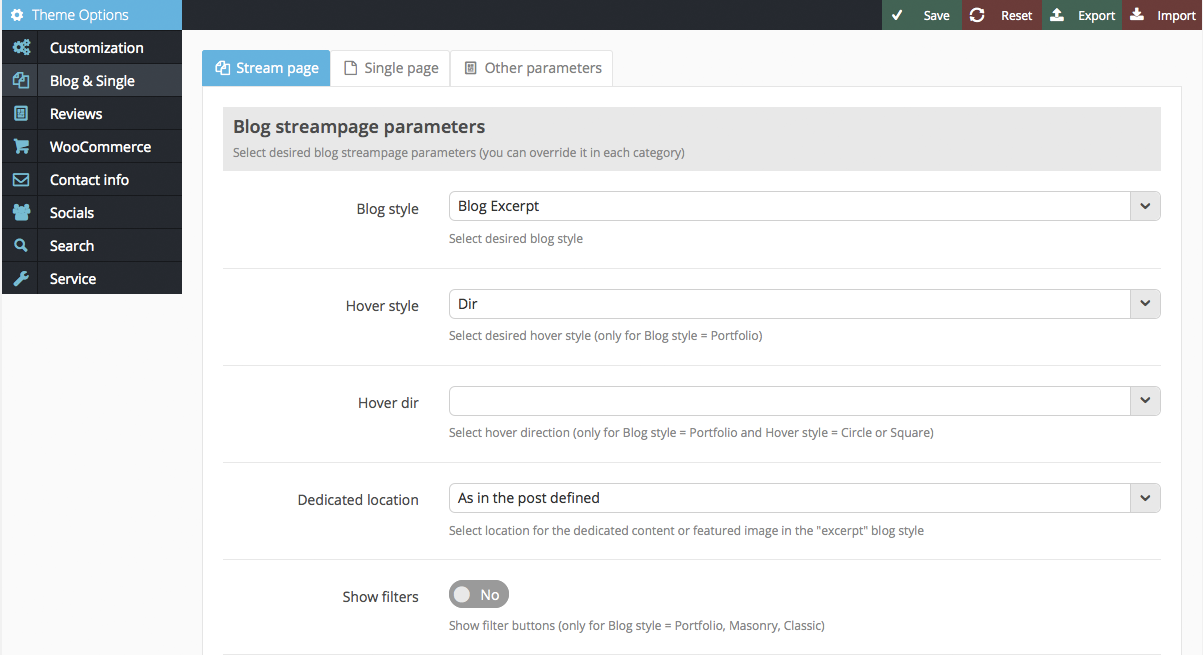 Theme Options
Save
Reset
Export
Import
Customization
Blog & Single
Reviews
WooCommerce
Contact info
Socials
Search
Service
Stream page
Single page
Other parameters
Blog streampage parameters
Select desired blog streampage parameters (you can override it in each category)
Blog style
Blog Excerpt
Select desired blog style
Hover style
Dir
Select desired hover style (only for Blog style = Portfolio)
Hover dir
Select hover direction (only for Blog style = Portfolio and Hover style = Circle or Square)
Dedicated location
As in the post defined
Select location for the dedicated content or featured image in the "excerpt" blog style
Show filters
No
Show filter buttons (only for Blog style = Portfolio, Masonry, Classic)